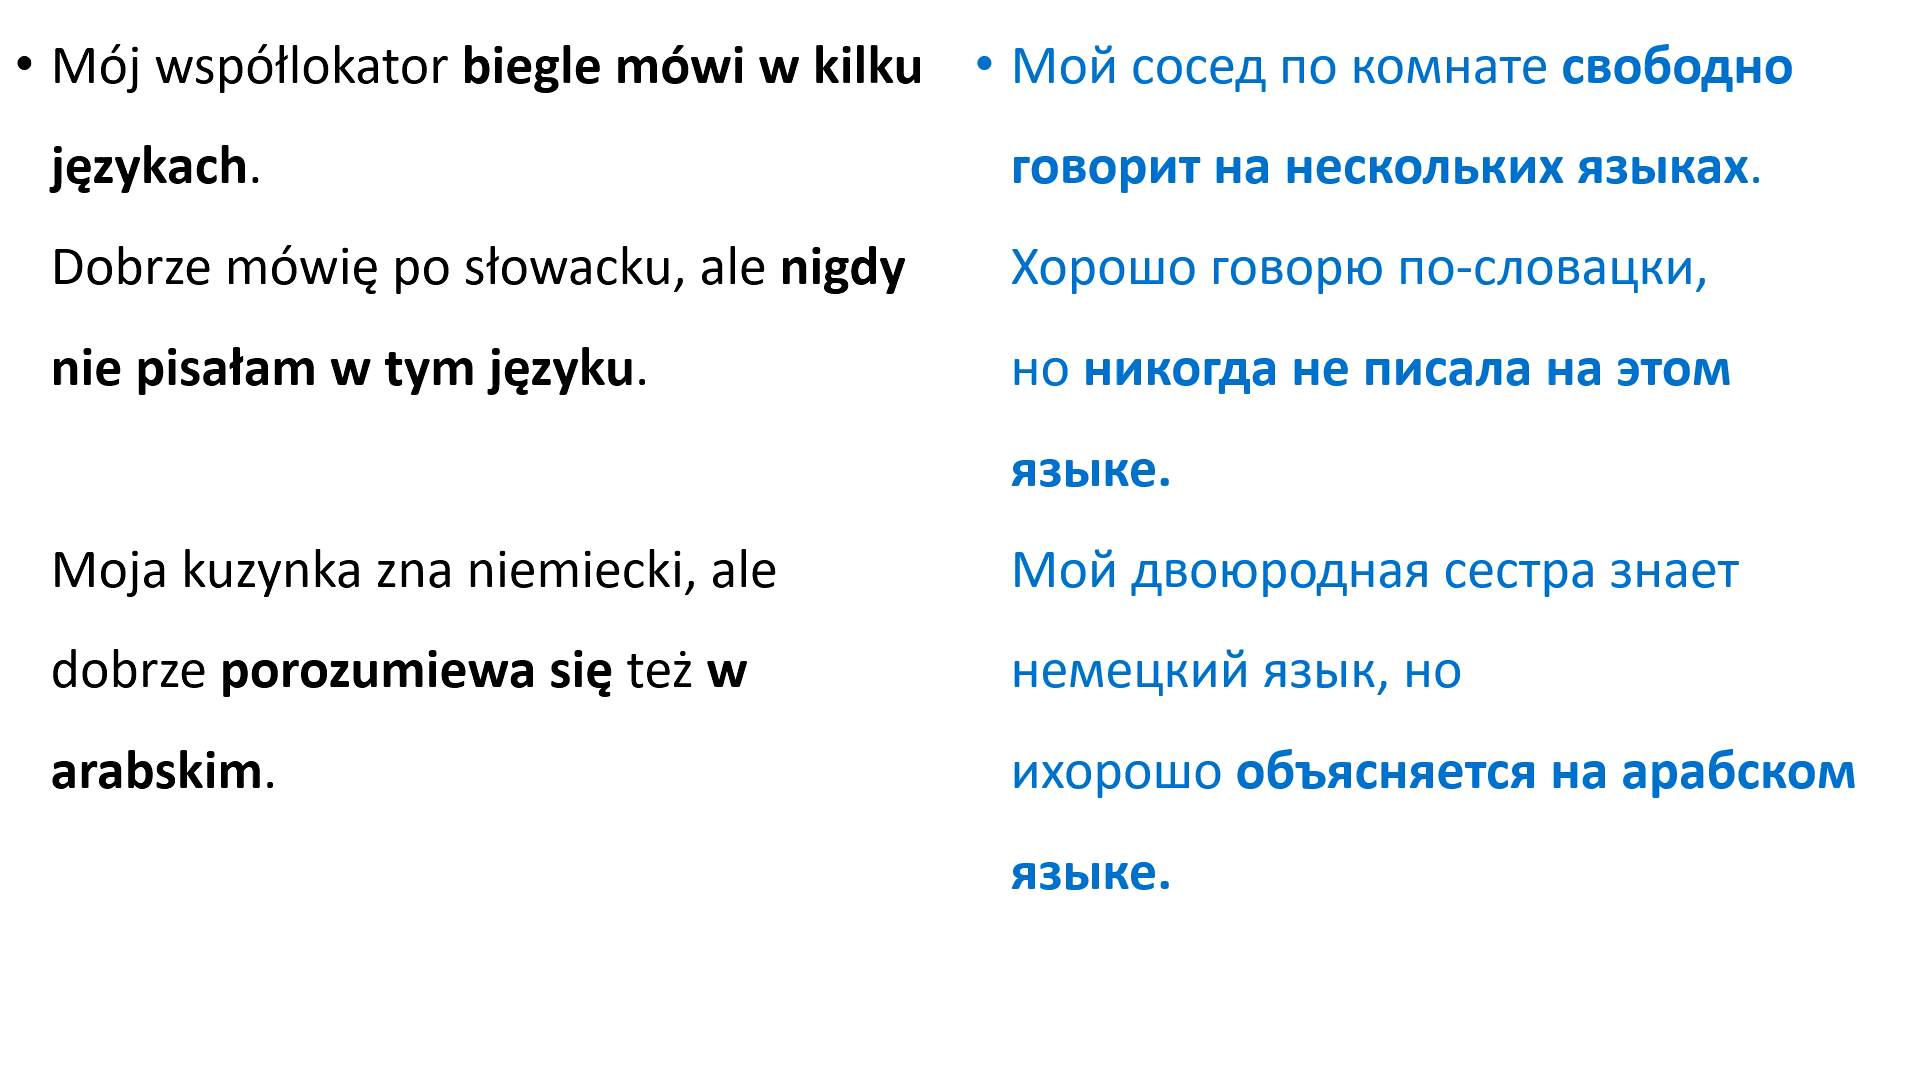 • Mój współlokator biegle mówi w kilku
językach.
Dobrze mówię po słowacku, ale nigdy
nie pisałam w tym języku.
Moja kuzynka zna niemiecki, ale
dobrze porozumiewa się też w
arabskim.
• Мой сосед по комнате свободно
говорит на нескольких языках.
Хорошо говорю по-словацки,
но никогда не писала на этом
языке.
Мой двоюродная сестра знает
немецкий язык, но
ихорошо объясняется на арабском
языке.